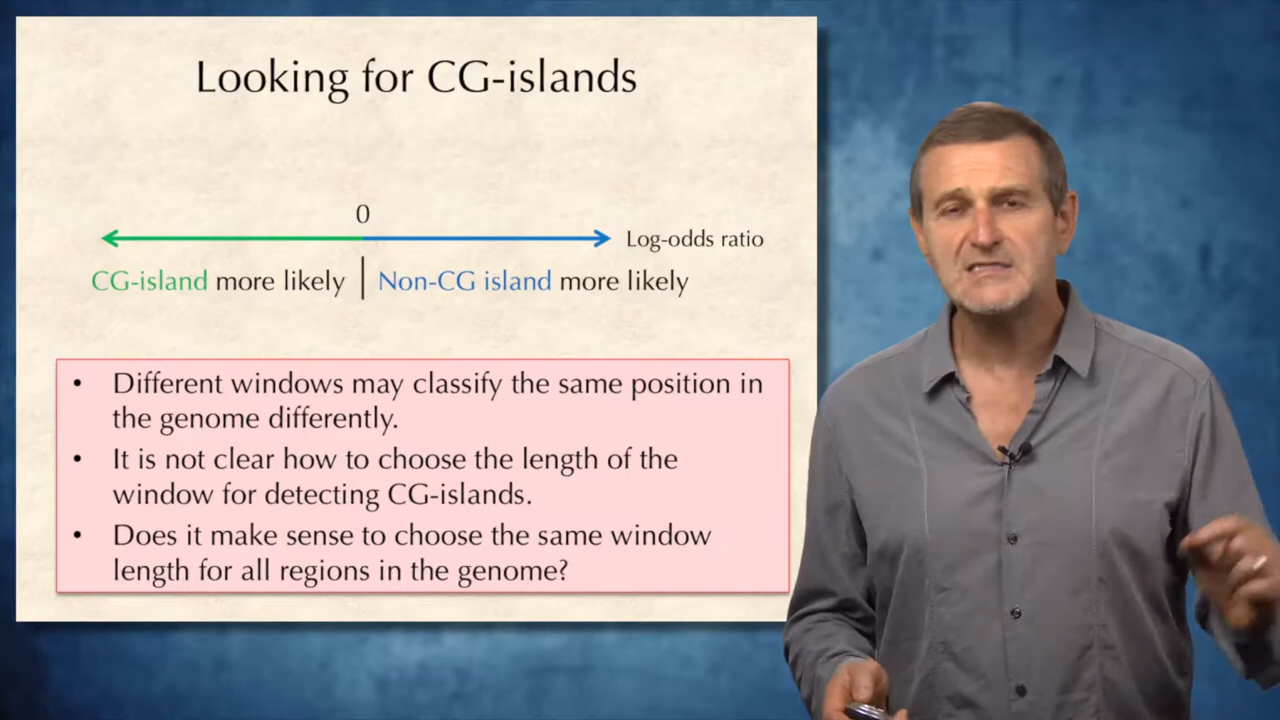 Looking for CG-islands
0
Log-odds ratio
CG-island more likely | Non-CG island more likely
• Different windows may classify the same position in
the genome differently.
• It is not clear how to choose the length of the
window for detecting CG-islands.
• Does it make sense to choose the same window
length for all regions in the genome?